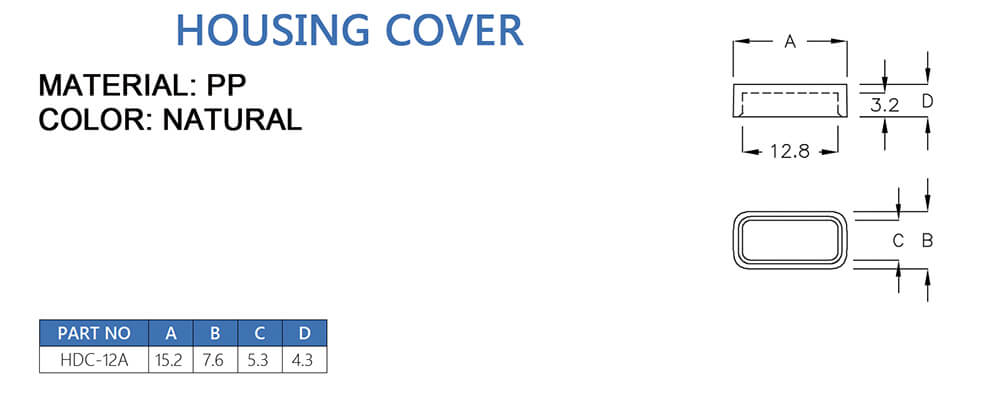 HOUSING COVER
MATERIAL: PP
COLOR: NATURAL
A
3.2 D
12.8
C B
PART NO A B C D
HDC-12A 15.2 7.6 5.3 4.3